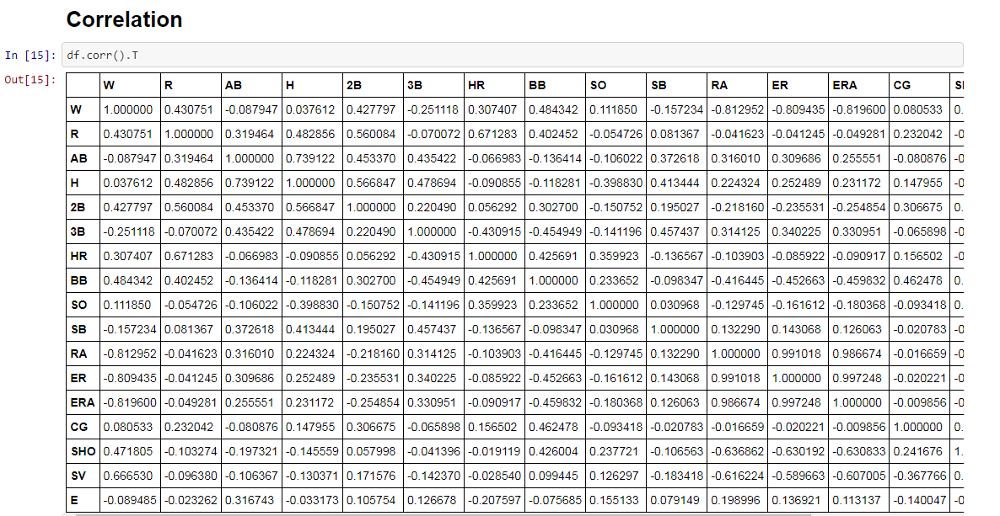 Correlation
In [15]: df.corr().T
Out[15]:
W R AB H 2B 3B HR BB SO SB RA ER ERA CG
W 1.000000 0.430751 -0.087947 0.037612 0.427797 -0.251118 0.307407 0.484342 0.111850 -0.157234 -0.812952 -0.809435 -0.819600 0.080533 0.
R 0.430751 1.000000 0.319464 0.482856 0.560084 -0.070072 0.671283 0.402452 -0.054726 0.081367 -0.041623 -0.041245 -0.049281 0.232042 -0
AB -0.087947 0.319464 1.000000 0.739122 0.453370 0.435422 -0.066983 -0.136414 -0.106022 0.372618 0.316010 0.309686 0.255551 -0.080876 -0
H 0.037612 0.482856 0.739122 1.000000 0.566847 0.478694 -0.090855 -0.118281 -0.398830 0.413444 0.224324 0.252489 0.231172 0.147955 -0
2B 0.427797 0.560084 0.453370 0.566847 1.000000 0.220490 0.056292 0.302700 -0.150752 0.195027 -0.218160 -0.235531 -0.254854 0.306675 0.
3B -0.251118 -0.070072 0.435422 0.478694 0.220490 1.000000 -0.430915 -0.454949 -0.141196 0.457437 0.314125 0.340225 0.330951 -0.065898 -0
HR 0.307407 0.671283 -0.066983 -0.090855 0.056292 -0.430915 1.000000 0.425691 0.359923 -0.136567 -0.103903 -0.085922 -0.090917 0.156502 -0
BB 0.484342 0.402452 -0.136414 -0.118281 0.302700 -0.454949 0.425691 1.000000 0.233652 -0.098347 -0.416445 -0.452663 -0.459832 0.462478 0.
SO 0.111850 -0.054726 -0.106022 -0.398830 -0.150752 -0.141196 0.359923 0.233652 1.000000 0.030968 -0.129745 -0.161612 -0.180368 -0.093418 0.
SB -0.157234 0.081367 0.372618 0.413444 0.195027 0.457437 -0.136567 -0.098347 0.030968 1.000000 0.132290 0.143068 0.126063 -0.020783 -0
RA -0.812952 -0.041623 0.316010 0.224324 -0.218160 0.314125 -0.103903 -0.416445 -0.129745 0.132290 1.000000 0.991018 0.986674 -0.016659 -0
ER -0.809435 -0.041245 0.309686 0.252489 -0.235531 0.340225 -0.085922 -0.452663 -0.161612 0.143068 0.991018 1.000000 0.997248 -0.020221 -0
ERA -0.819600 -0.049281 0.255551 0.231172 -0.254854 0.330951 -0.090917 -0.459832 -0.180368 0.126063 0.986674 0.997248 1.000000 -0.009856 -0
CG 0.080533 0.232042 -0.080876 0.147955 0.306675 -0.065898 0.156502 0.462478 -0.093418 -0.020783 -0.016659 -0.020221 -0.009856 1.000000 0.
SHO 0.471805 -0.103274 -0.197321 -0.145559 0.057998 -0.041396 -0.019119 0.426004 0.237721 -0.106563 -0.636862 -0.630192 -0.630833 0.241676 1.
SV 0.666530 -0.096380 -0.106367 -0.130371 0.171576 -0.142370 -0.028540 0.099445 0.126297 -0.183418 -0.616224 -0.589663 -0.607005 -0.367766 0.
E -0.089485 -0.023262 0.316743 -0.033173 0.105754 0.126678 -0.207597 -0.075685 0.155133 0.079149 0.198996 0.136921 0.113137 -0.140047 -0